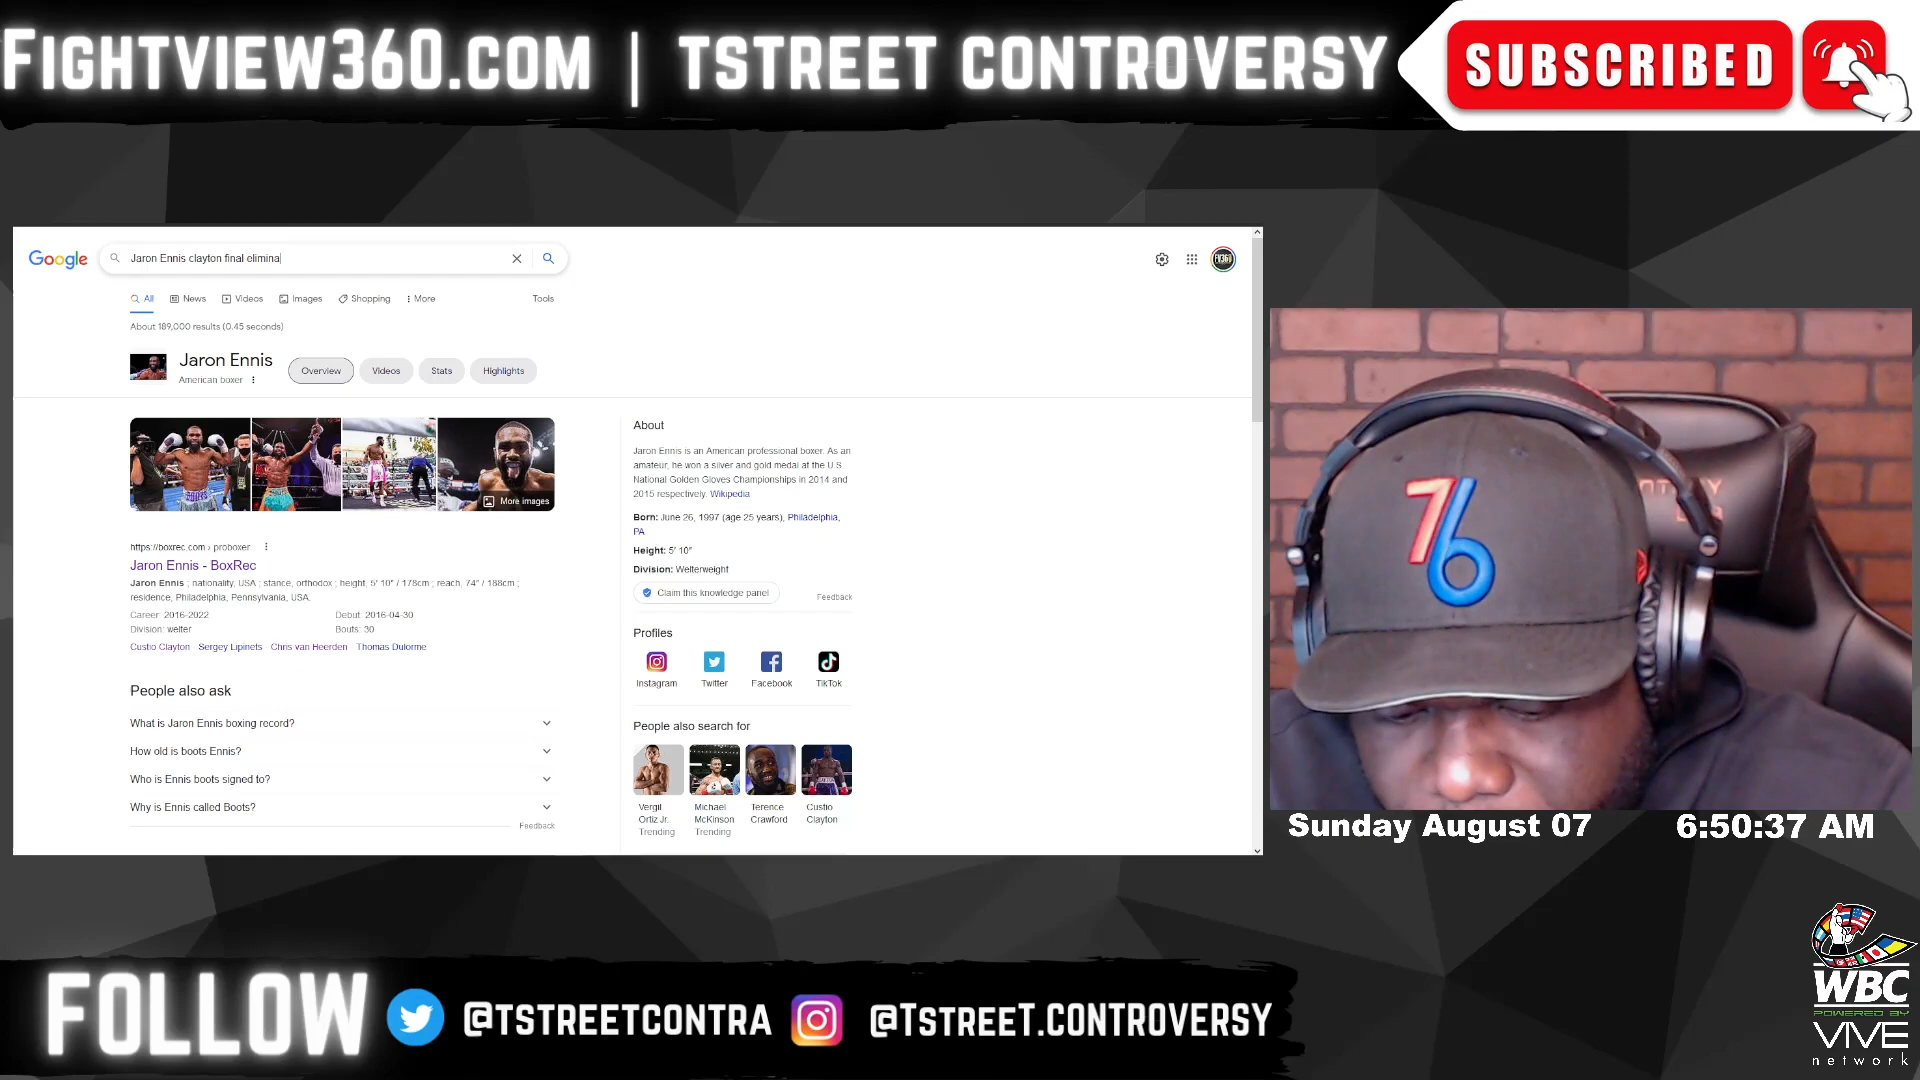 FIGHTVIEW360.COM | TSTREET CONTROVERSY
SUBSCRIBED
Google
Jaron Ennis clayton final elimina
All News Videos Images Shopping More Tools
About 189,000 results (0.45 seconds)
Jaron Ennis
American boxer
Overview Videos Stats Highlights
More images
https://boxrec.com › proboxer
Jaron Ennis - BoxRec
Jaron Ennis ; nationality, USA ; stance, orthodox ; height, 5′ 10″ / 178cm ; reach, 74″ / 188cm ;
residence, Philadelphia, Pennsylvania, USA.
Career: 2016-2022 Debut: 2016-04-30
Division: welter Bouts: 30
Custio Clayton Sergey Lipinets Chris van Heerden Thomas Dulorme
People also ask
What is Jaron Ennis boxing record?
How old is boots Ennis?
Who is Ennis boots signed to?
Why is Ennis called Boots?
Feedback
About
Jaron Ennis is an American professional boxer. As an
amateur, he won a silver and gold medal at the U.S.
National Golden Gloves Championships in 2014 and
2015 respectively. Wikipedia
Born: June 26, 1997 (age 25 years), Philadelphia,
PA
Height: 5′ 10″
Division: Welterweight
Claim this knowledge panel
Feedback
Profiles
Instagram Twitter Facebook TikTok
People also search for
Vergil Ortiz Jr. Trending
Michael McKinson Trending
Terence Crawford
Custio Clayton
76
Sunday August 07 6:50:37 AM
FOLLOW @TSTREETCONTRA @TSTREET.CONTROVERSY
WBC
POWERED BY
VIVE
network